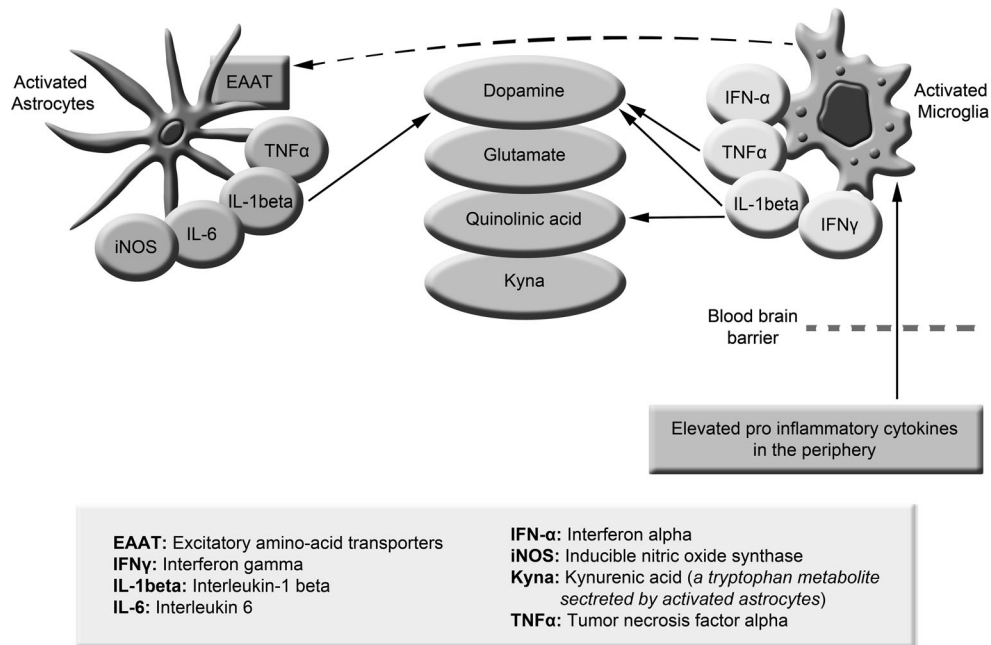 Activated
Astrocytes
EAAT
TNFα
IL-1beta
IL-6
iNOS
Dopamine
Glutamate
Quinolinic acid
Kyna
IFN-α
TNFα
IL-1beta
IFNγ
Activated
Microglia
Blood brain
barrier
Elevated pro inflammatory cytokines
in the periphery
EAAT: Excitatory amino-acid transporters
IFNγ: Interferon gamma
IL-1beta: Interleukin-1 beta
IL-6: Interleukin 6
IFN-α: Interferon alpha
iNOS: Inducible nitric oxide synthase
Kyna: Kynurenic acid (a tryptophan metabolite
sectreted by activated astrocytes)
TNFα: Tumor necrosis factor alpha